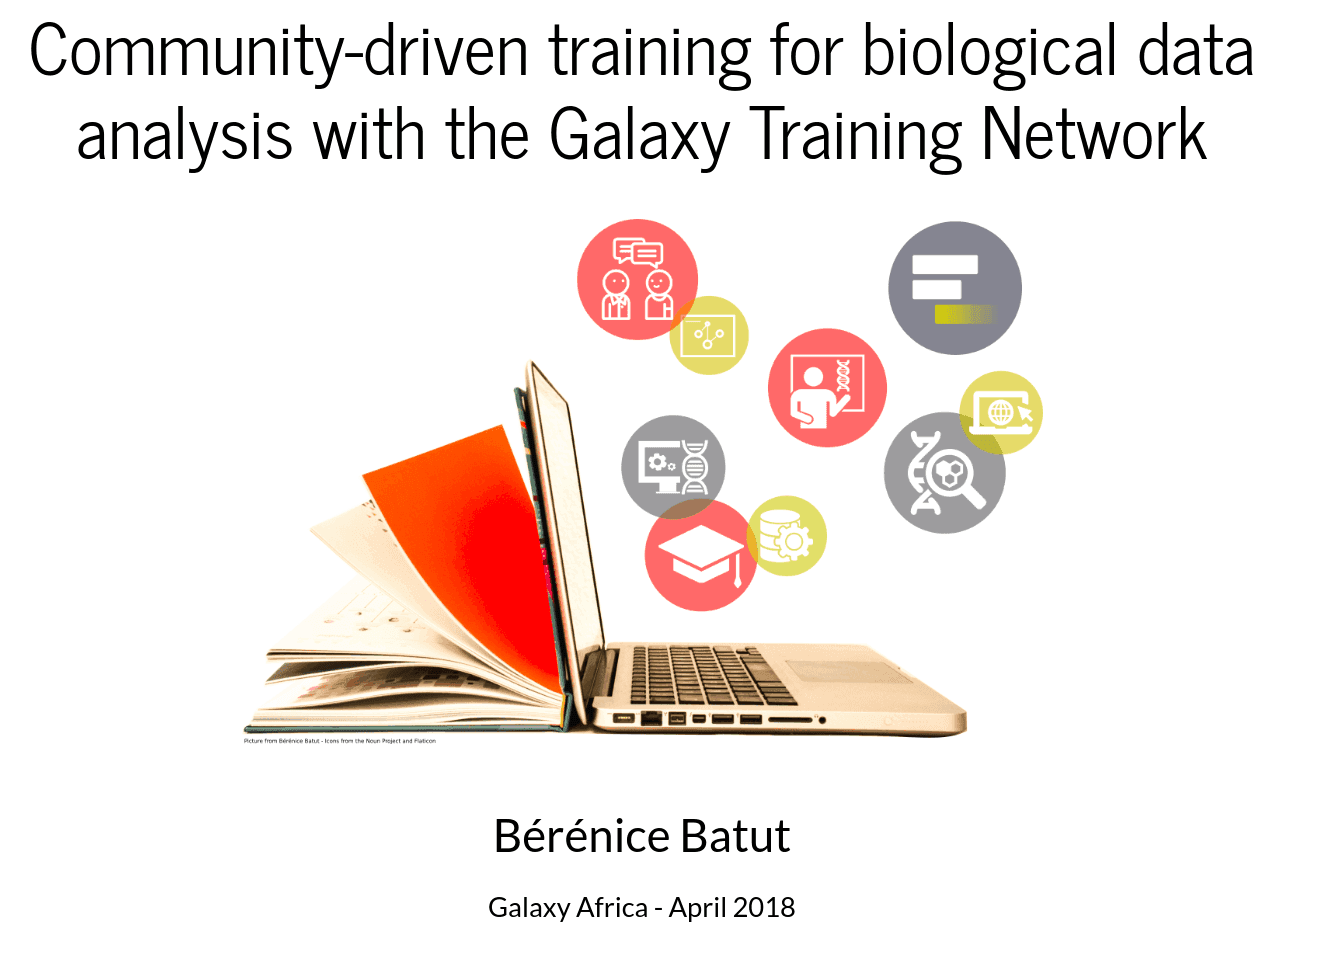 Community-driven training for biological data
analysis with the Galaxy Training Network
Picture from Bérénice Batut - Icons from the Noun Project and Flaticon
Bérénice Batut
Galaxy Africa - April 2018